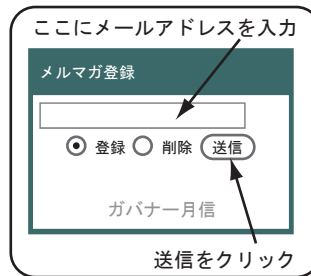 ここにメールアドレスを入力
メルマガ登録
登録 削除 送信
ガバナー月信
送信をクリック